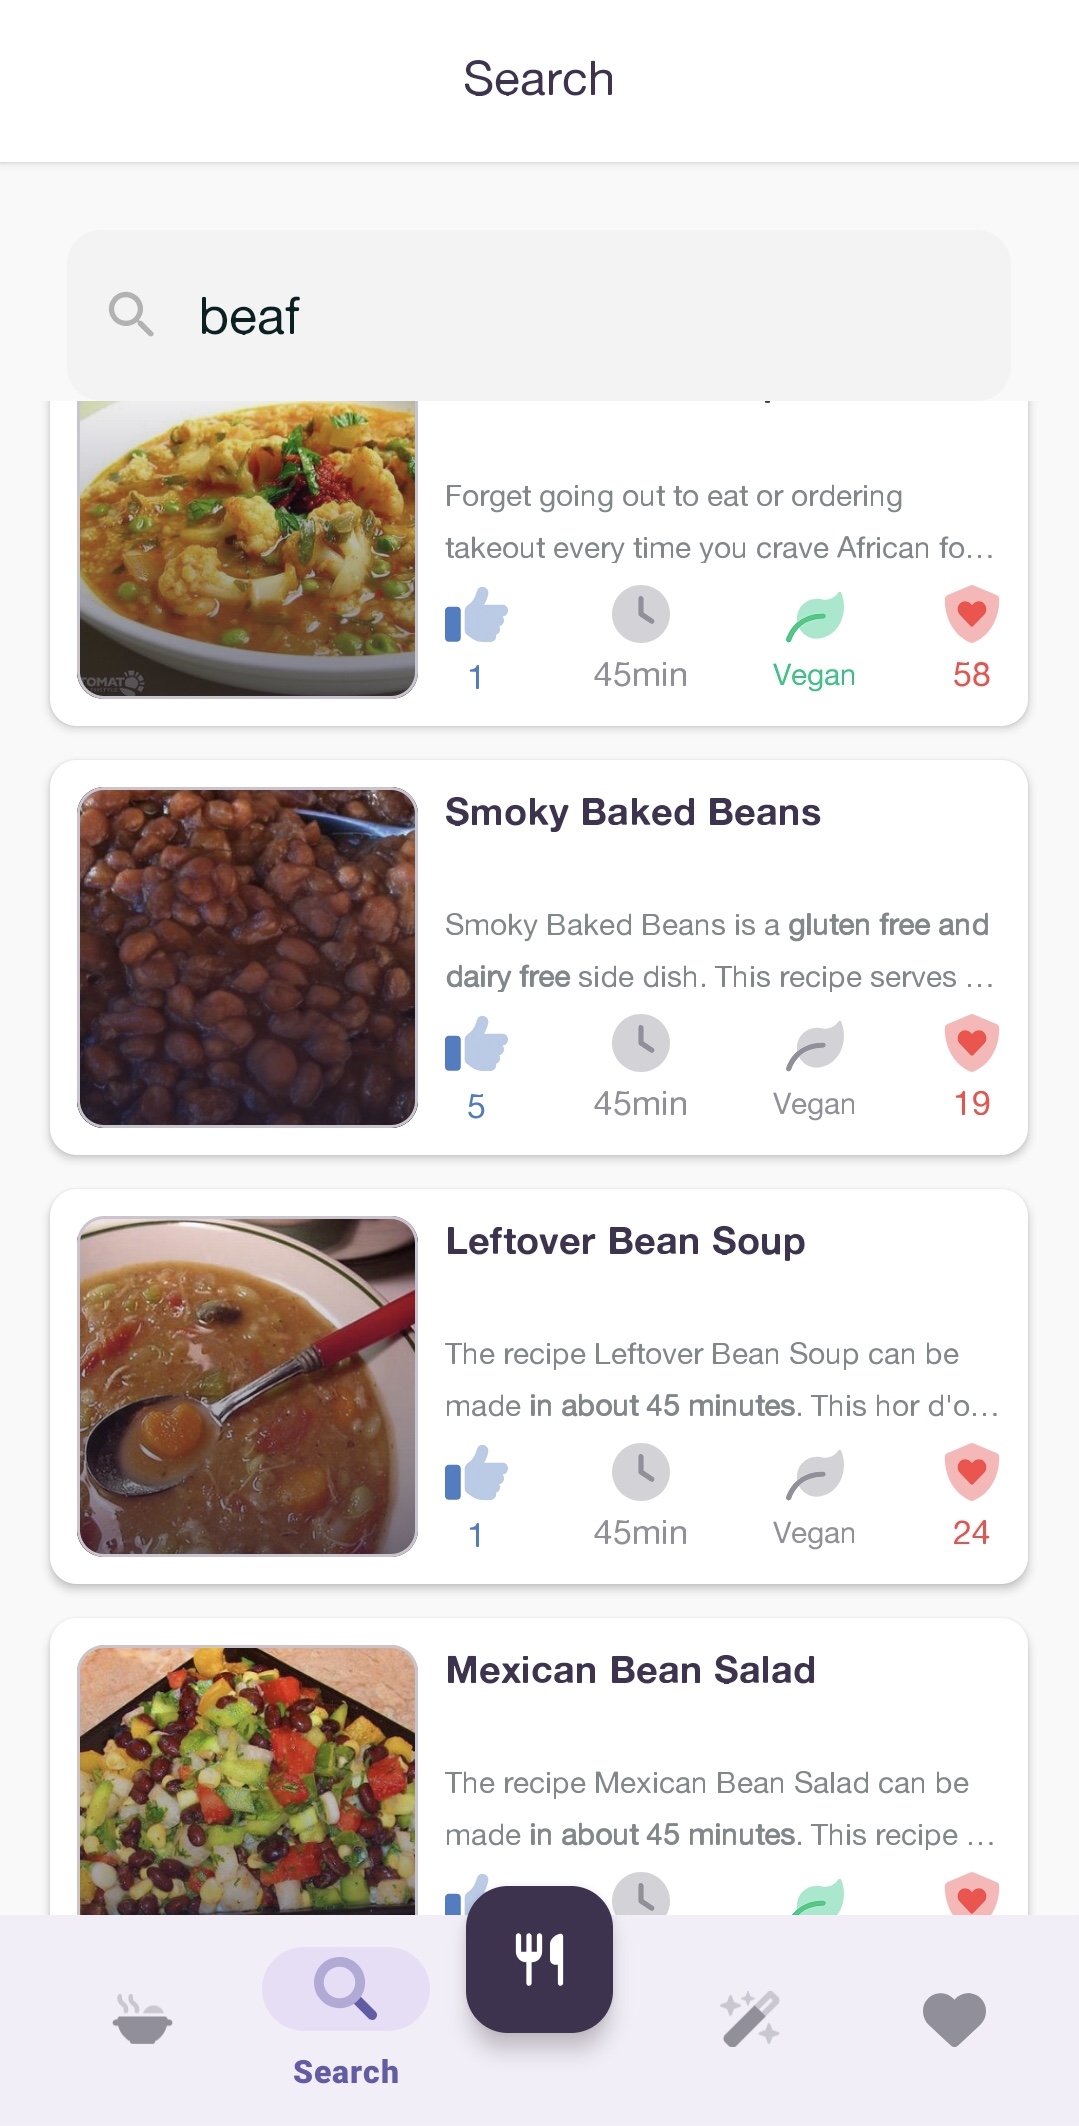 Search
beaf
Forget going out to eat or ordering
takeout every time you crave African fo...
1
45min
Vegan
58
Smoky Baked Beans
Smoky Baked Beans is a gluten free and
dairy free side dish. This recipe serves ...
5
45min
Vegan
19
Leftover Bean Soup
The recipe Leftover Bean Soup can be
made in about 45 minutes. This hor d'o...
1
45min
Vegan
24
Mexican Bean Salad
The recipe Mexican Bean Salad can be
made in about 45 minutes. This recipe ...
Search